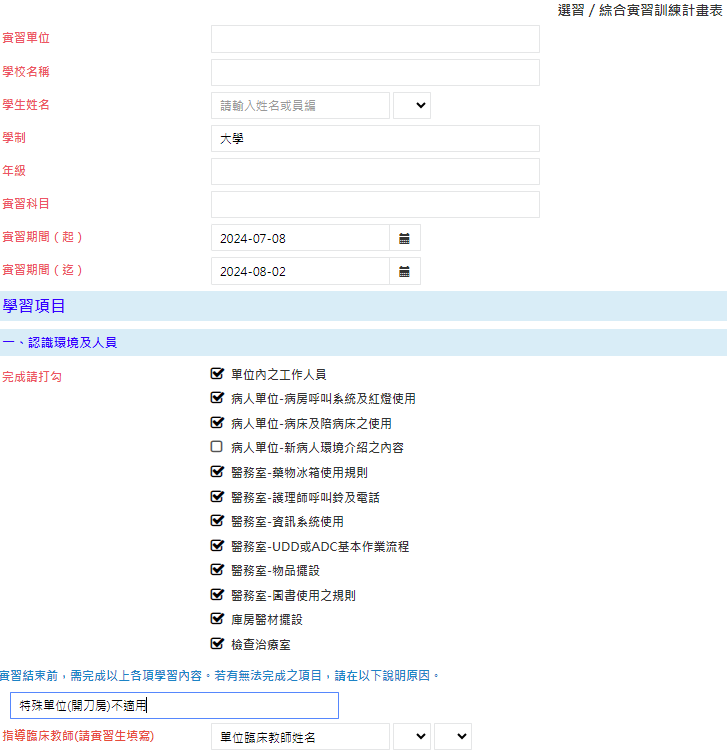 選習 / 綜合實習訓練計畫表
實習單位
學校名稱
學生姓名 請輸入姓名或員編
學制 大學
年級
實習科目
實習期間 ( 起 ) 2024-07-08
實習期間 ( 迄 ) 2024-08-02
學習項目
一、認識環境及人員
完成請打勾 單位內之工作人員
病人單位-病房呼叫系統及紅燈使用
病人單位-病床及陪病床之使用
病人單位-新病人環境介紹之內容
醫務室-藥物冰箱使用規則
醫務室-護理師呼叫鈴及電話
醫務室-資訊系統使用
醫務室-UDD或ADC基本作業流程
醫務室-物品擺設
醫務室-圖書使用之規則
庫房醫材擺設
檢查治療室
實習結束前，需完成以上各項學習內容。若有無法完成之項目，請在以下說明原因。
特殊單位(開刀房)不適用
指導臨床教師(請實習生填寫) 單位臨床教師姓名